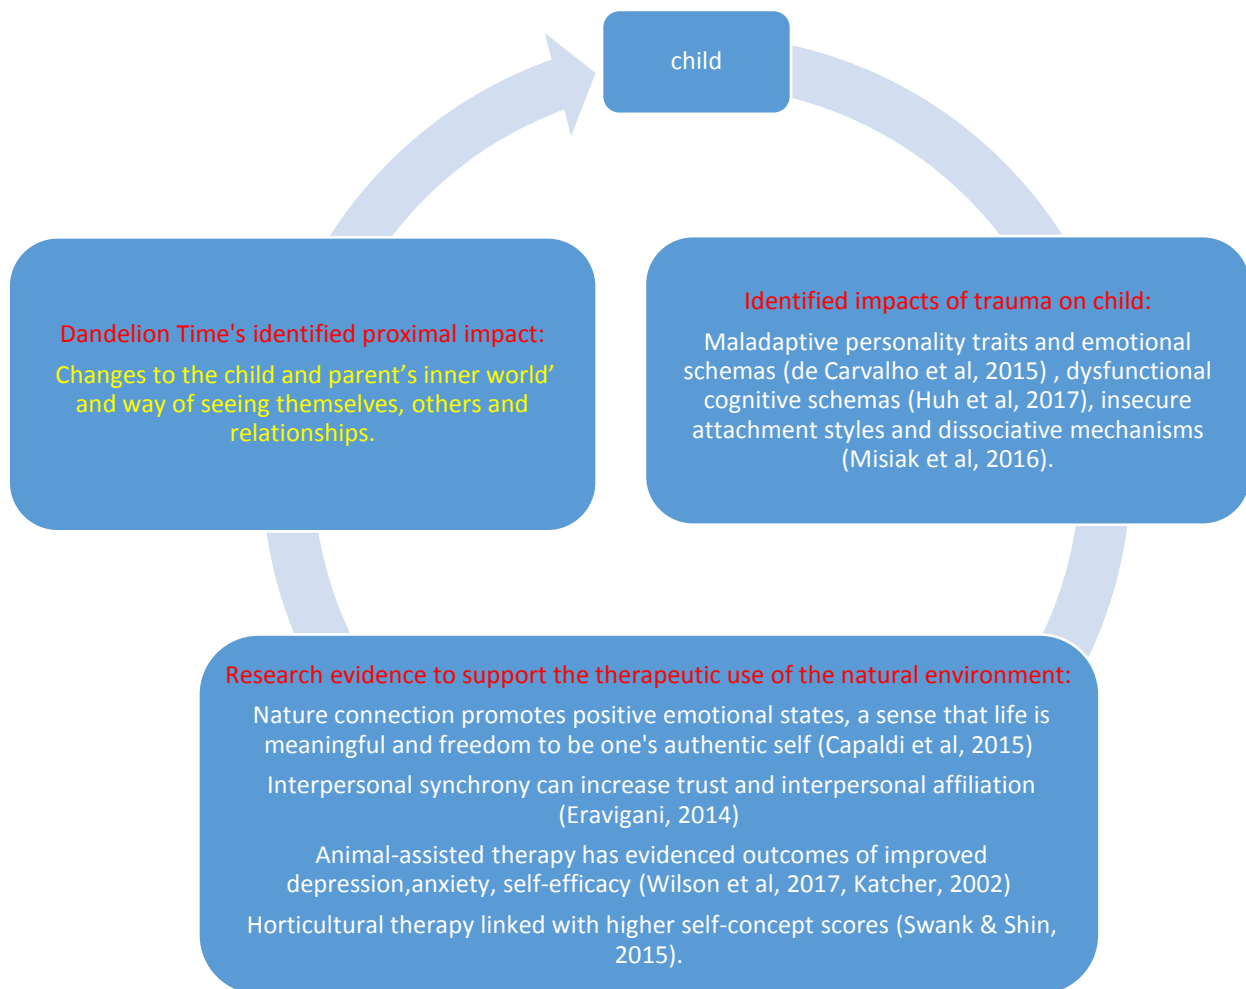 child
Identified impacts of trauma on child:
Maladaptive personality traits and emotional
schemas (de Carvalho et al, 2015) , dysfunctional
cognitive schemas (Huh et al, 2017), insecure
attachment styles and dissociative mechanisms
(Misiak et al, 2016).
Research evidence to support the therapeutic use of the natural environment:
Nature connection promotes positive emotional states, a sense that life is
meaningful and freedom to be one's authentic self (Capaldi et al, 2015)
Interpersonal synchrony can increase trust and interpersonal affiliation
(Eravigani, 2014)
Animal-assisted therapy has evidenced outcomes of improved
depression,anxiety, self-efficacy (Wilson et al, 2017, Katcher, 2002)
Horticultural therapy linked with higher self-concept scores (Swank & Shin,
2015).
Dandelion Time's identified proximal impact:
Changes to the child and parent’s inner world’
and way of seeing themselves, others and
relationships.